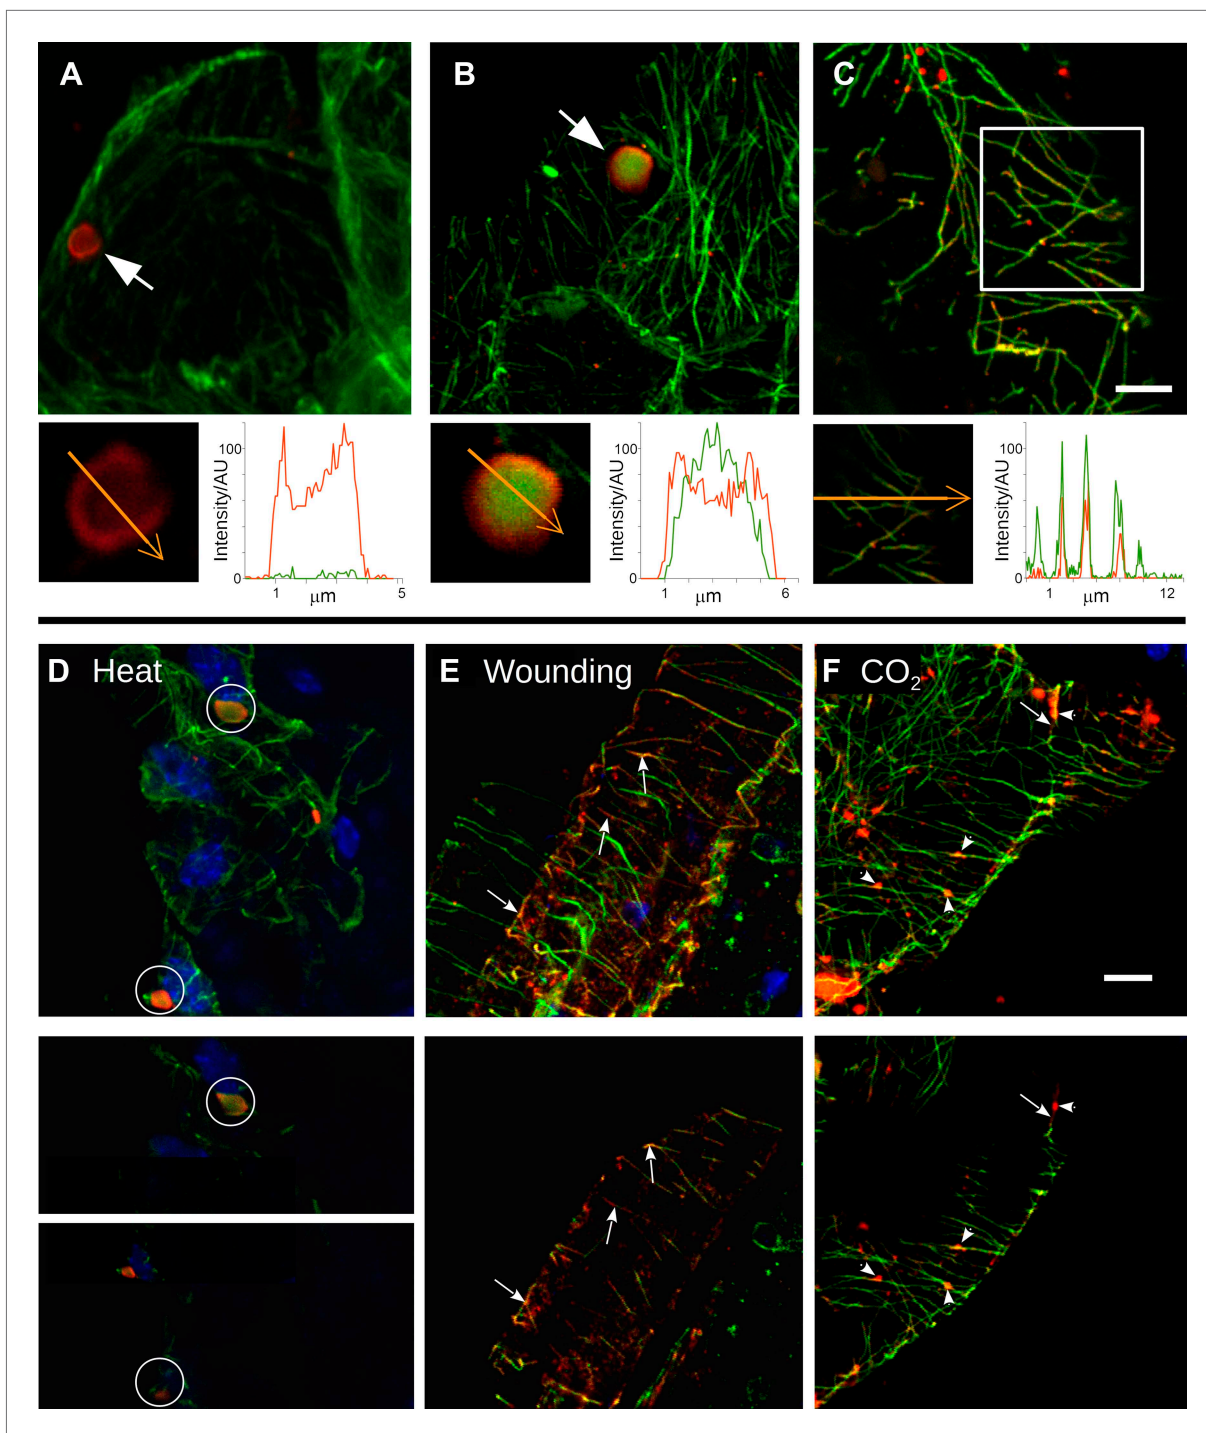 A
B
C
Intensity/AU
100
0
1
μm
5
Intensity/AU
100
0
1
μm
6
Intensity/AU
100
0
1
μm
12
D Heat
E Wounding
F CO₂